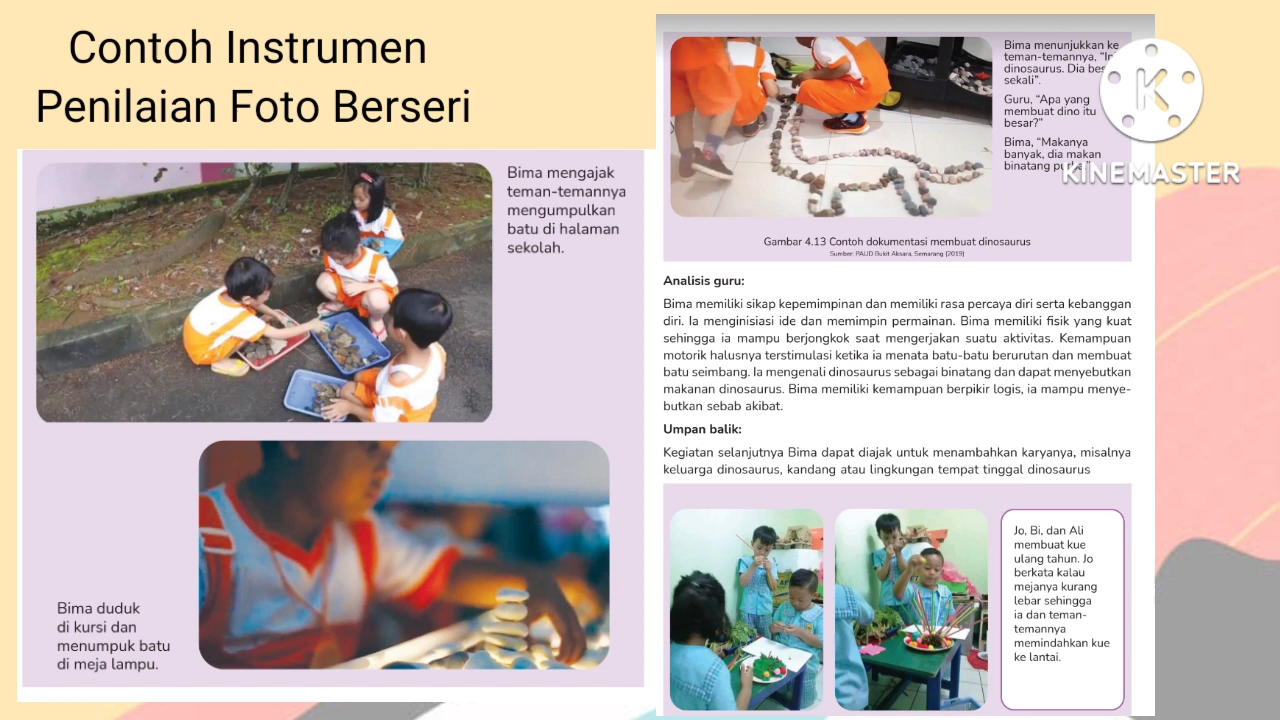 Contoh Instrumen
Penilaian Foto Berseri
Bima mengajak
teman-temannya
mengumpulkan
batu di halaman
sekolah.
Bima duduk
di kursi dan
menumpuk batu
di meja lampu.
Bima menunjukkan ke
teman-temannya,
dinosaurus. Dia
sekali”.
Guru, “Apa yang
membuat dino itu
besar?”
Bima, “Makanya
banyak, dia makan
binatang
K
KINEMASTER
Gambar 4.13 Contoh dokumentasi membuat dinosaurus
Sumber: PAUD Bukit Aksara, Semarang (2019)
Analisis guru:
Bima memiliki sikap kepemimpinan dan memiliki rasa percaya diri serta kebanggan
diri. Ia menginisiasi ide dan memimpin permainan. Bima memiliki fisik yang kuat
sehingga ia mampu berjongkok saat mengerjakan suatu aktivitas. Kemampuan
motorik halusnya terstimulasi ketika ia menata batu-batu berurutan dan membuat
batu seimbang. Ia mengenali dinosaurus sebagai binatang dan dapat menyebutkan
makanan dinosaurus. Bima memiliki kemampuan berpikir logis, ia mampu menye-
butkan sebab akibat.
Umpan balik:
Kegiatan selanjutnya Bima dapat diajak untuk menambahkan karyanya, misalnya
keluarga dinosaurus, kandang atau lingkungan tempat tinggal dinosaurus
Jo, Bi, dan Ali
membuat kue
ulang tahun. Jo
berkata kalau
mejanya kurang
lebar sehingga
ia dan teman-
temannya
memindahkan kue
ke lantai.